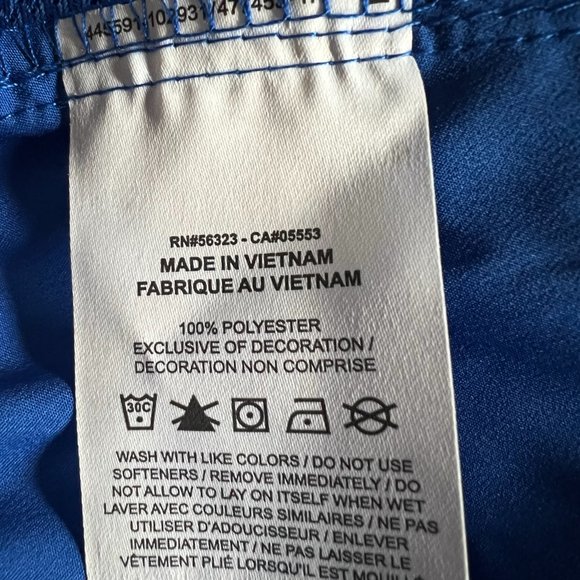 RN#56323 - CA#05553
MADE IN VIETNAM
FABRIQUE AU VIETNAM
100% POLYESTER
EXCLUSIVE OF DECORATION /
DECORATION NON COMPRISE
30C
WASH WITH LIKE COLORS / DO NOT USE
SOFTENERS / REMOVE IMMEDIATELY / DO
NOT ALLOW TO LAY ON ITSELF WHEN WET
LAVER AVEC COULEURS SIMILAIRES / NE PAS
UTILISER D'ADOUCISSEUR / ENLEVER
IMMEDIATEMENT / NE PAS LAISSER LE
VÊTEMENT PLIÉ LORSQU'IL EST